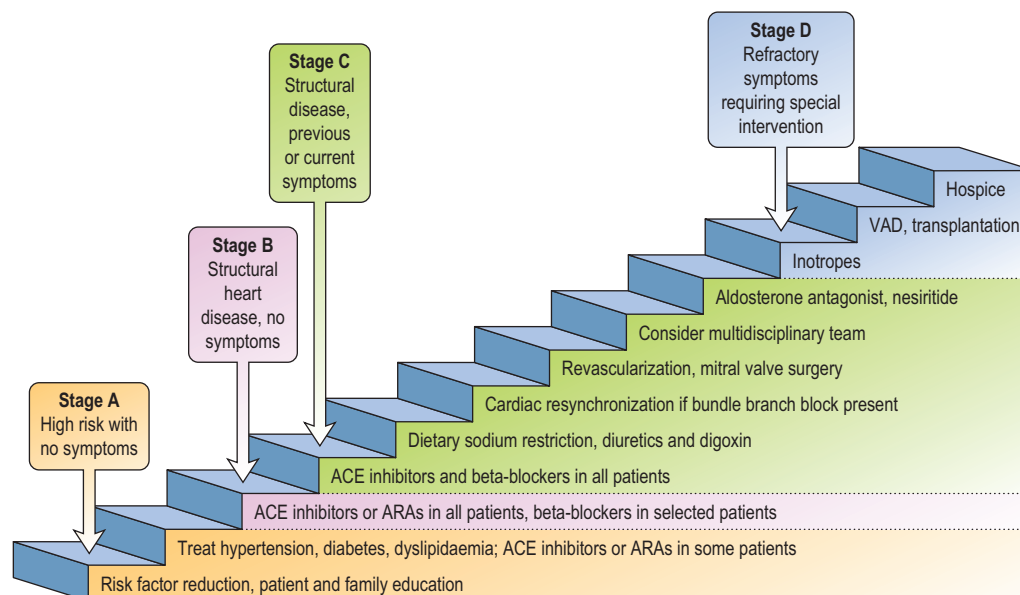 Stage D
Refractory
symptoms
requiring special
intervention
Stage C
Structural
disease,
previous
or current
symptoms
Stage B
Structural
heart
disease, no
symptoms
Stage A
High risk with
no symptoms
Hospice
VAD, transplantation
Inotropes
Aldosterone antagonist, nesiritide
Consider multidisciplinary team
Revascularization, mitral valve surgery
Cardiac resynchronization if bundle branch block present
Dietary sodium restriction, diuretics and digoxin
ACE inhibitors and beta-blockers in all patients
ACE inhibitors or ARAs in all patients, beta-blockers in selected patients
Treat hypertension, diabetes, dyslipidaemia; ACE inhibitors or ARAs in some patients
Risk factor reduction, patient and family education